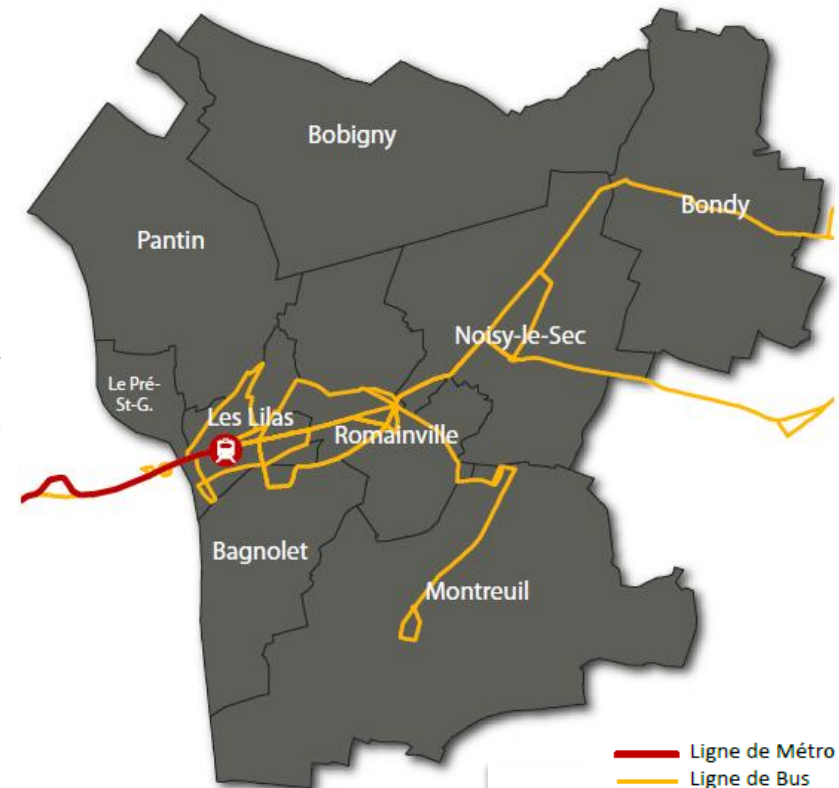 Bobigny
Bondy
Pantin
Noisy-le-Sec
Le Pré-
St-G.
Les Lilas
Romainville
Bagnolet
Montreuil
Ligne de Métro
Ligne de Bus